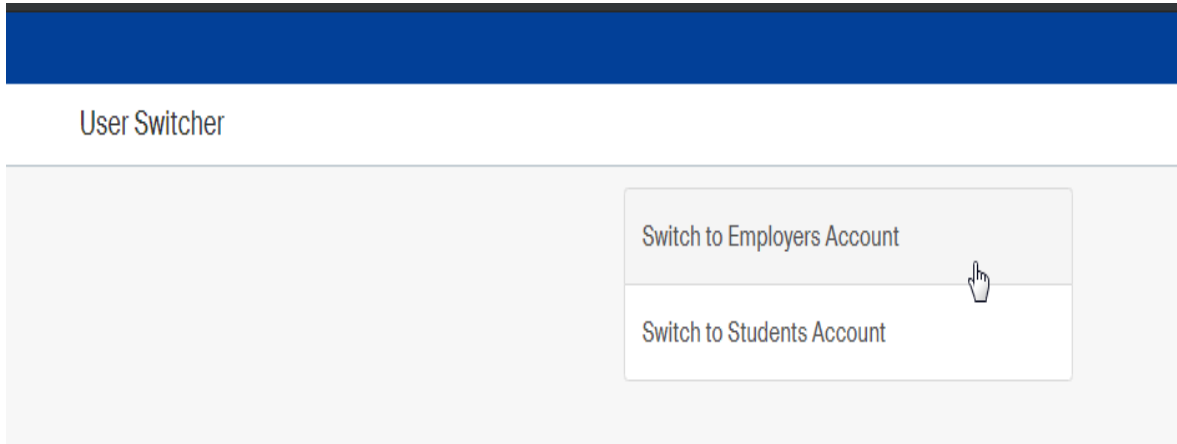 User Switcher
Switch to Employers Account
Switch to Students Account